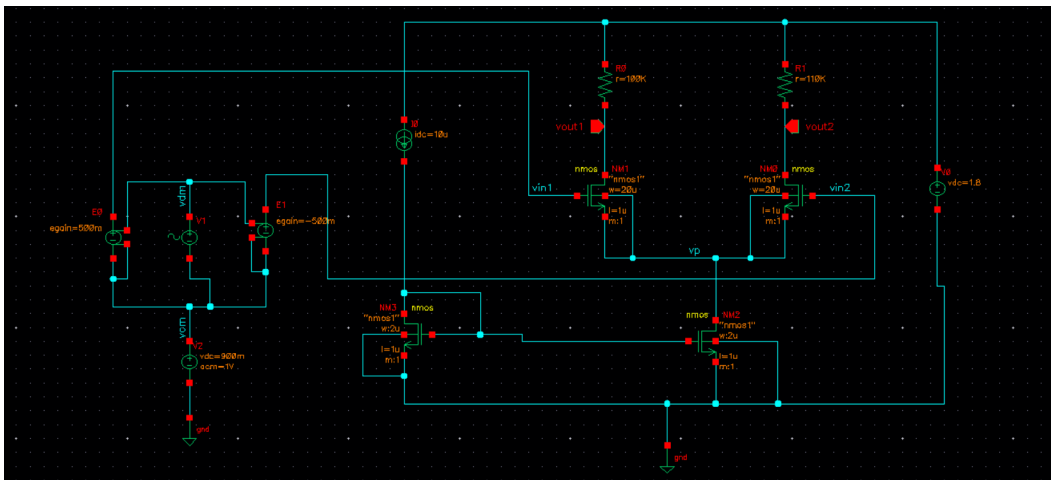 R0
r=100K
R1
r=110K
vout1
vout2
I0
idc=10u
nmos
NM1
"nmos1"
w=20u
l=1u
m:1
vin1
nmos
NM0
"nmos1"
w=20u
l=1u
m:1
vin2
V0
vdc=1.8
vdm
E0
egain=500m
V1
E1
egain=-500m
vp
NM3
nmos
"nmos1"
w:2u
l=1u
m:1
nmos
NM2
"nmos1"
w:2u
l=1u
m:1
vcm
V2
vdc=900m
acm=1V
gnd
gnd